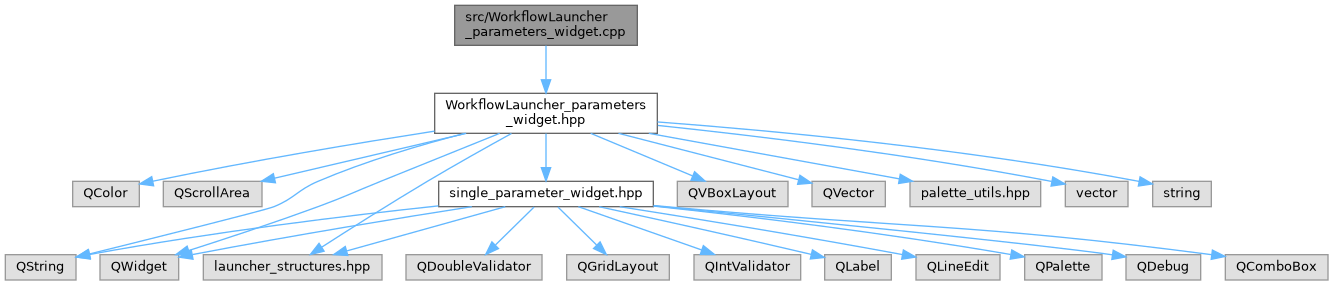 src/WorkflowLauncher
_parameters_widget.cpp
WorkflowLauncher_parameters
_widget.hpp
QColor
QScrollArea
single_parameter_widget.hpp
QVBoxLayout
QVector
palette_utils.hpp
vector
string
QString
QWidget
launcher_structures.hpp
QDoubleValidator
QGridLayout
QIntValidator
QLabel
QLineEdit
QPalette
QDebug
QComboBox